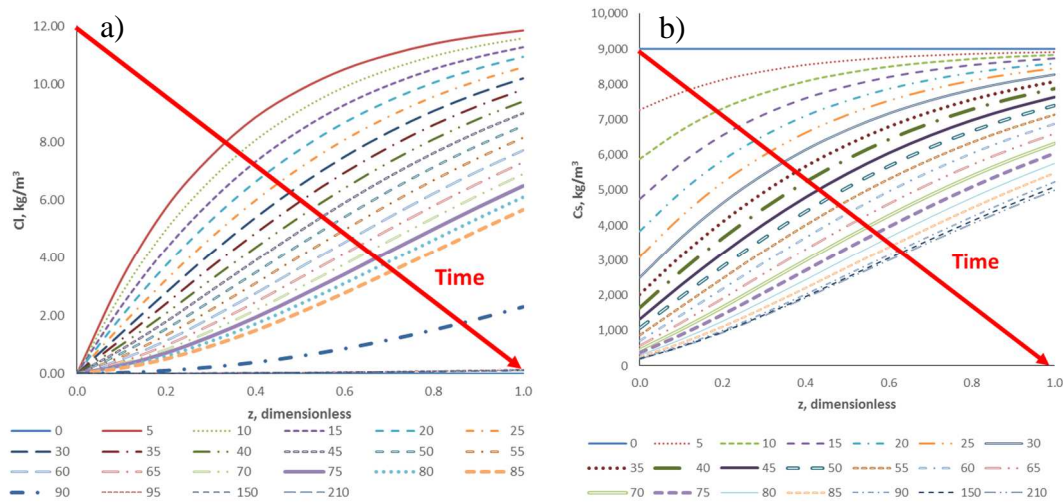 a)
Cl, kg/m³
12.00
10.00
8.00
6.00
4.00
2.00
0.00
Time
0.0 0.2 0.4 0.6 0.8 1.0
z, dimensionless
0 5 10 15 20 25
30 35 40 45 50 55
60 65 70 75 80 85
90 95 150 210
b)
Cs, kg/m³
10,000
9,000
8,000
7,000
6,000
5,000
4,000
3,000
2,000
1,000
0
Time
0.0 0.2 0.4 0.6 0.8 1.0
z, dimensionless
0 5 10 15 20 25 30
35 40 45 50 55 60 65
70 75 80 85 90 150 210